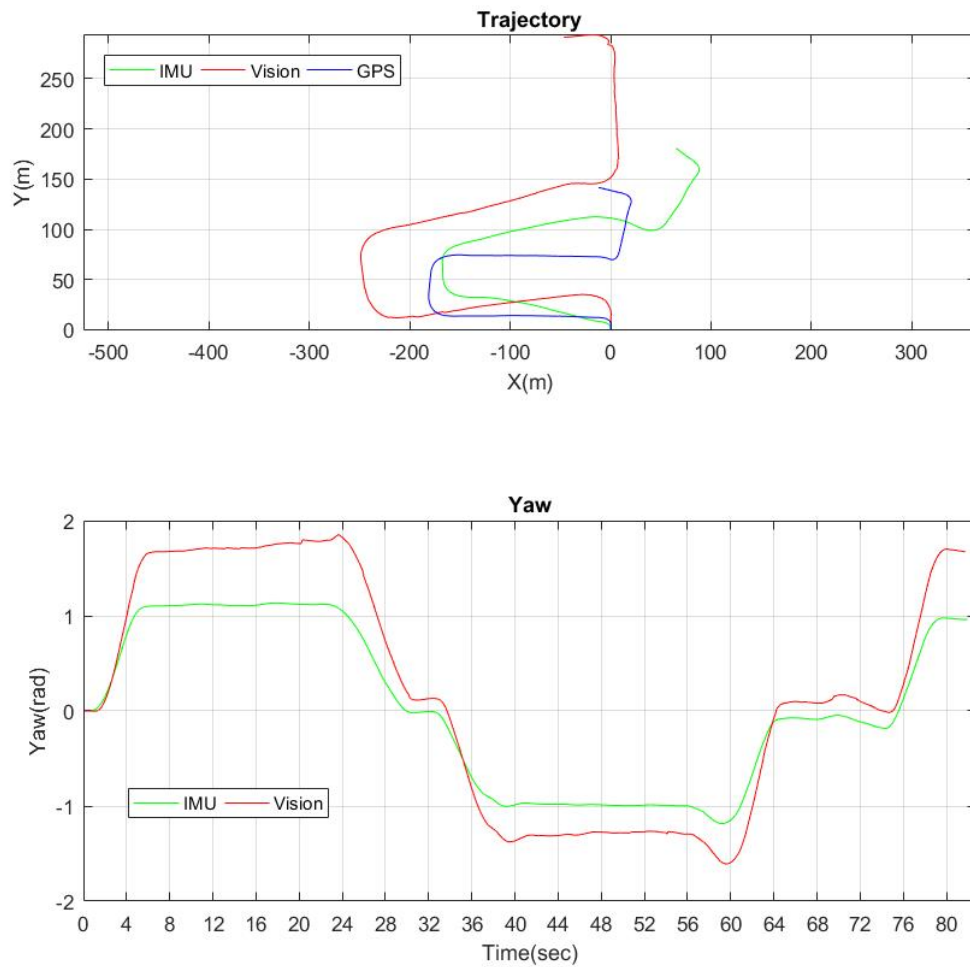 Trajectory
IMU Vision GPS
250
200
150
100
50
0
Y(m)
-500 -400 -300 -200 -100 0 100 200 300
X(m)
Yaw
2
1
0
-1
-2
Yaw(rad)
IMU Vision
0 4 8 12 16 20 24 28 32 36 40 44 48 52 56 60 64 68 72 76 80
Time(sec)